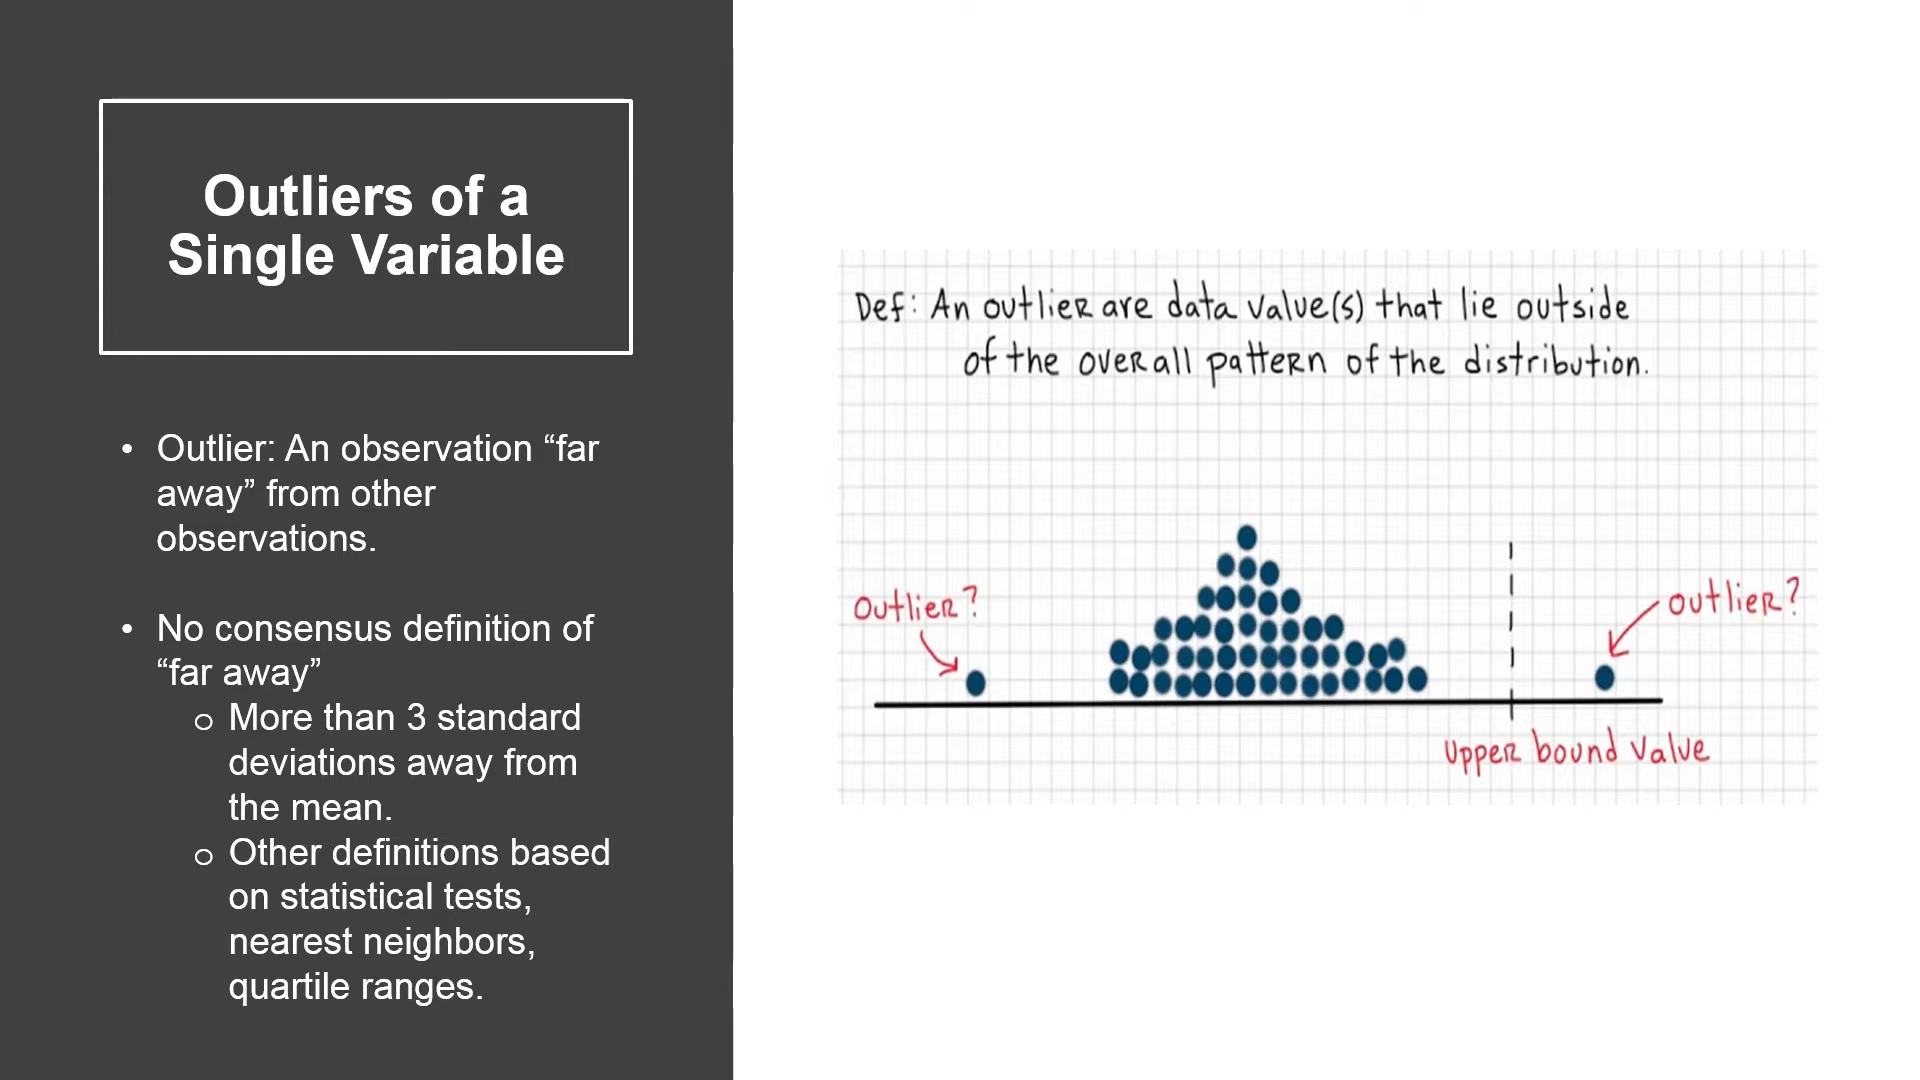 Outliers of a
Single Variable
• Outlier: An observation “far
away” from other
observations.
• No consensus definition of
“far away”
o More than 3 standard
deviations away from
the mean.
o Other definitions based
on statistical tests,
nearest neighbors,
quartile ranges.
Def: An outlier are data value(s) that lie outside
of the overall pattern of the distribution.
outlier?
outlier?
upper bound value